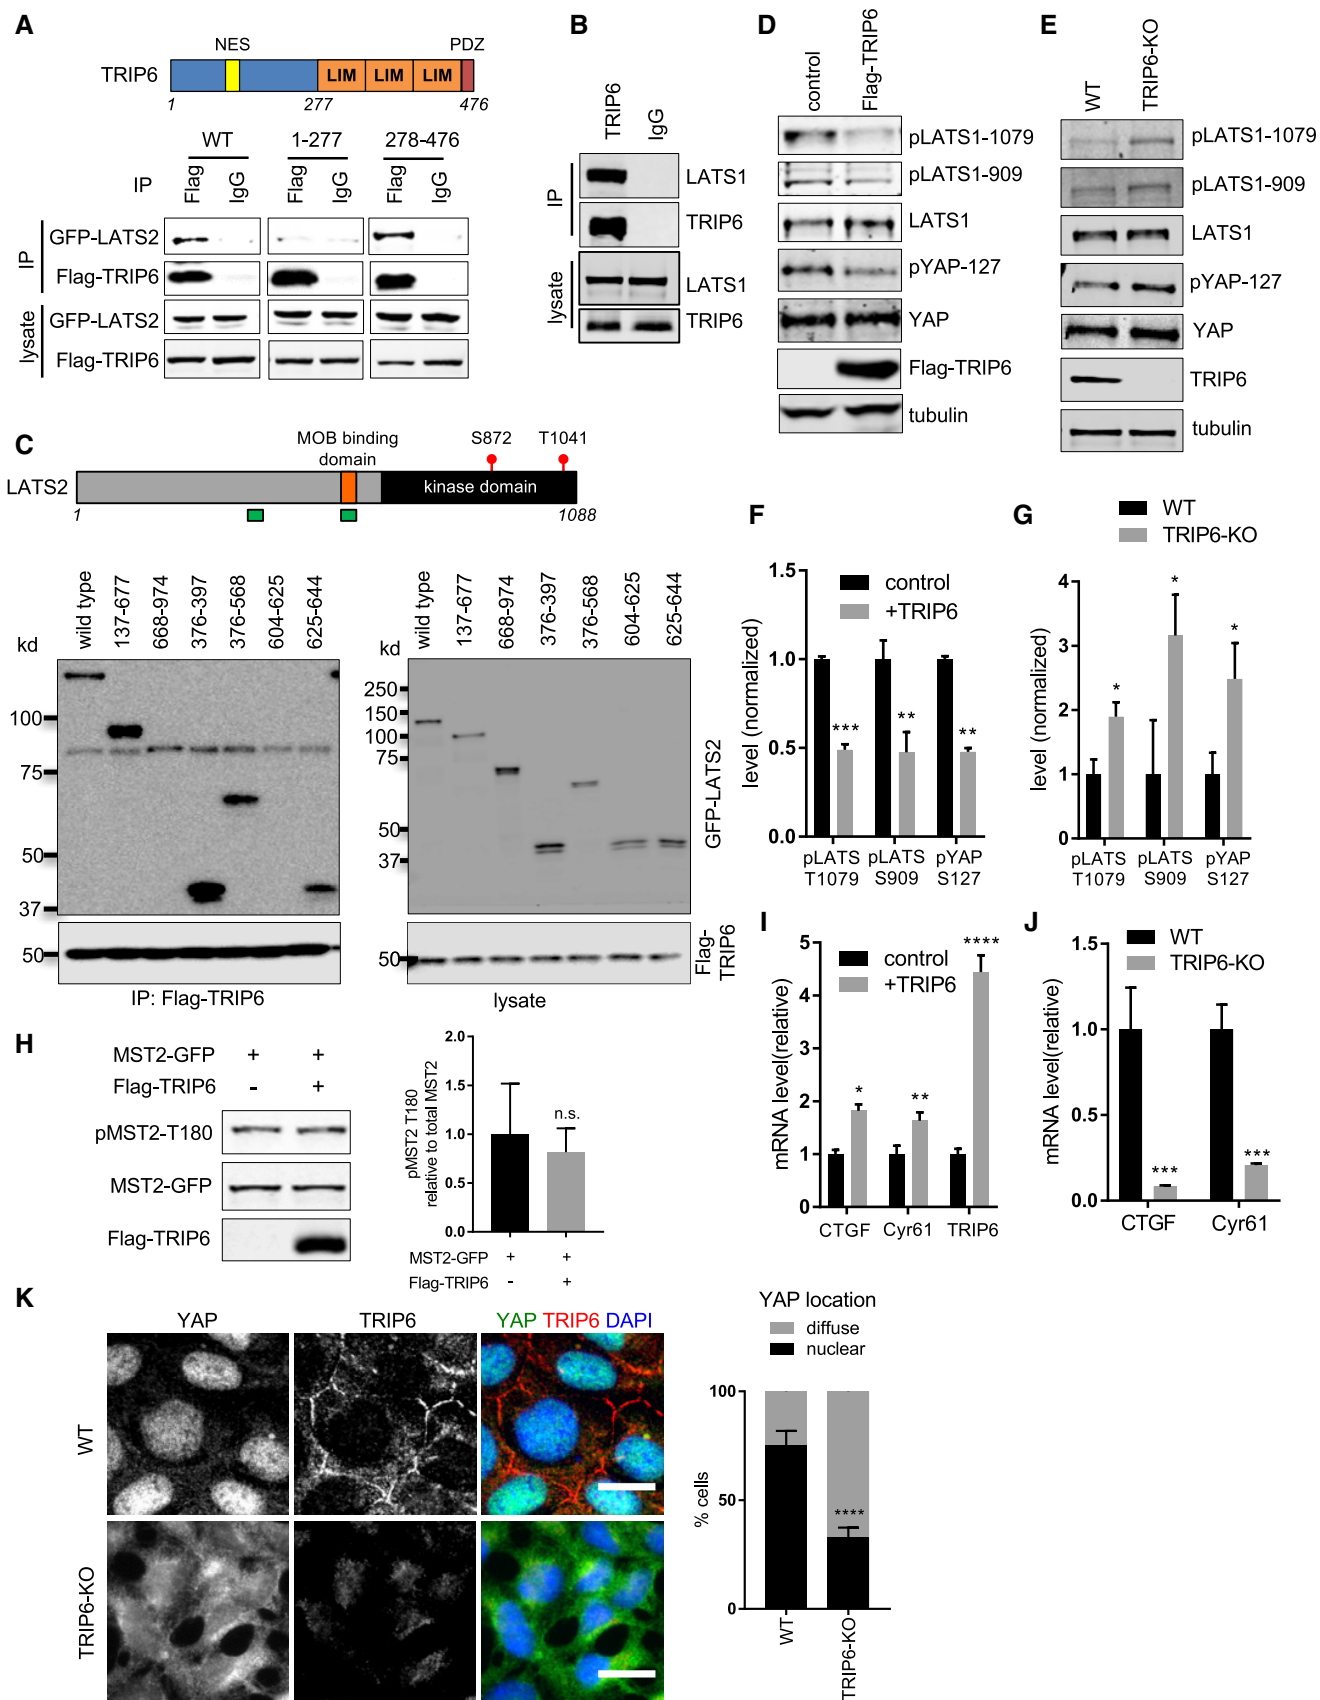 A
NES PDZ
TRIP6 LIM LIM LIM
1 277 476
WT 1-277 278-476
IP Flag IgG Flag IgG Flag IgG
IP
GFP-LATS2
Flag-TRIP6
lysate
GFP-LATS2
Flag-TRIP6
B
TRIP6 IgG
IP
LATS1
TRIP6
lysate
LATS1
TRIP6
D
control Flag-TRIP6
pLATS1-1079
pLATS1-909
LATS1
pYAP-127
YAP
Flag-TRIP6
tubulin
E
WT TRIP6-KO
pLATS1-1079
pLATS1-909
LATS1
pYAP-127
YAP
TRIP6
tubulin
C
MOB binding
domain
S872 T1041
LATS2 kinase domain
1 1088
wild type 137-677 668-974 376-397 376-568 604-625 625-644
kd
100
75
50
37
50
IP: Flag-TRIP6
wild type 137-677 668-974 376-397 376-568 604-625 625-644
kd
250
150
100
75
50
37
50
GFP-LATS2
Flag-
TRIP6
lysate
F
control
+TRIP6
level (normalized)
1.5
1.0
0.5
0.0
*** ** **
pLATS pLATS pYAP
T1079 S909 S127
G
WT
TRIP6-KO
level (normalized)
4
3
2
1
0
* * *
pLATS pLATS pYAP
T1079 S909 S127
H
MST2-GFP + +
Flag-TRIP6 - +
pMST2-T180
MST2-GFP
Flag-TRIP6
pMST2 T180
relative to total MST2
2.0
1.5
1.0
0.5
0.0
n.s.
MST2-GFP + +
Flag-TRIP6 - +
I
control
+TRIP6
mRNA level(relative)
5
4
3
2
1
0
* ** ****
CTGF Cyr61 TRIP6
J
WT
TRIP6-KO
mRNA level(relative)
1.5
1.0
0.5
0.0
*** ***
CTGF Cyr61
K
YAP TRIP6 YAP TRIP6 DAPI
WT
TRIP6-KO
YAP location
diffuse
nuclear
% cells
100
50
0
****
WT TRIP6-KO